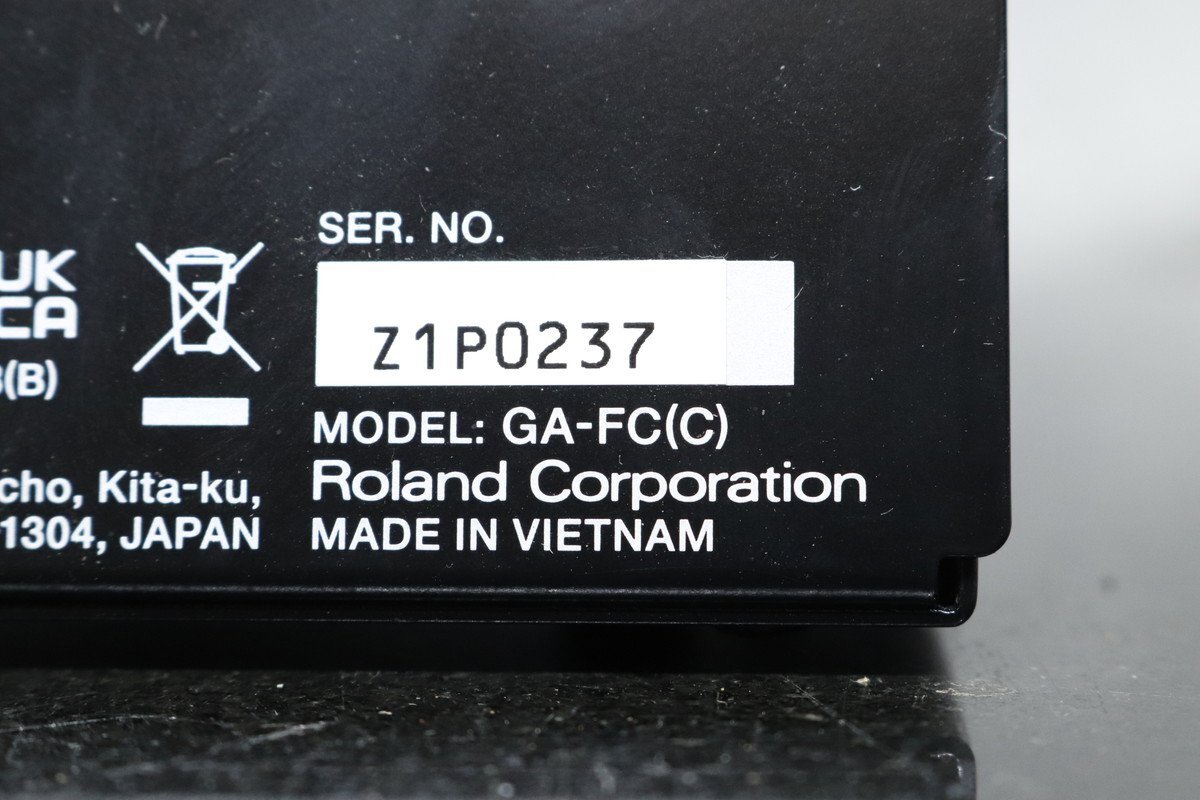 UK
CA
(B)
cho, Kita-ku,
1304, JAPAN
SER. NO.
Z1P0237
MODEL: GA-FC(C)
Roland Corporation
MADE IN VIETNAM